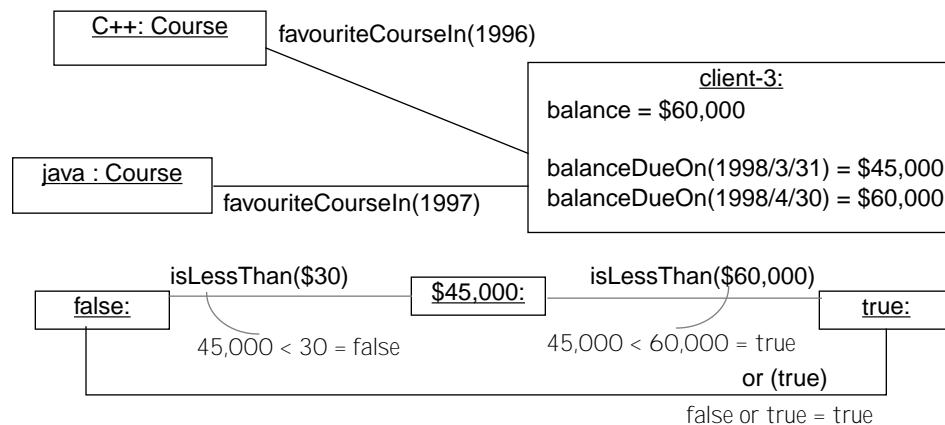 C++: Course
favouriteCourseIn(1996)
client-3:
balance = $60,000
balanceDueOn(1998/3/31) = $45,000
balanceDueOn(1998/4/30) = $60,000
java : Course
favouriteCourseIn(1997)
isLessThan($30)
isLessThan($60,000)
false:
$45,000:
true:
45,000 < 30 = false
45,000 < 60,000 = true
or (true)
false or true = true